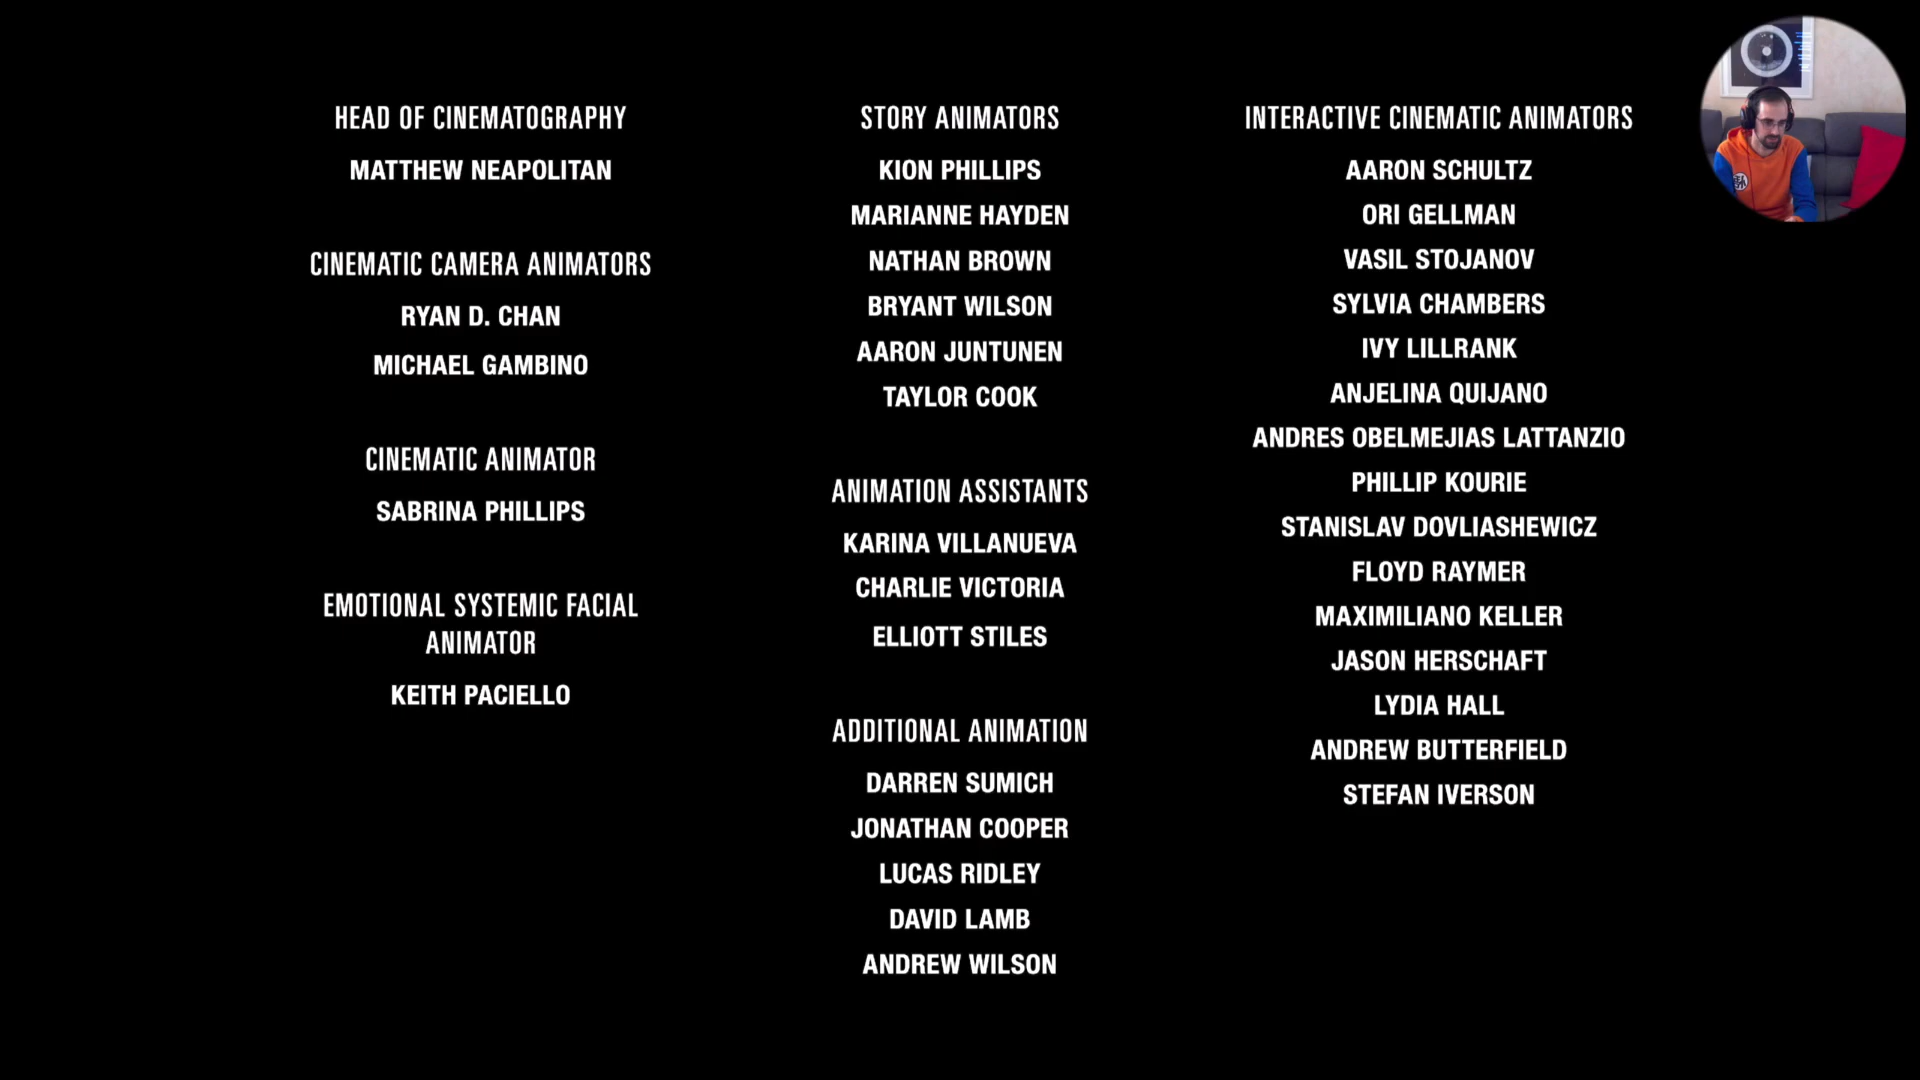 HEAD OF CINEMATOGRAPHY
MATTHEW NEAPOLITAN
CINEMATIC CAMERA ANIMATORS
RYAN D. CHAN
MICHAEL GAMBINO
CINEMATIC ANIMATOR
SABRINA PHILLIPS
EMOTIONAL SYSTEMIC FACIAL
ANIMATOR
KEITH PACIELLO
STORY ANIMATORS
KION PHILLIPS
MARIANNE HAYDEN
NATHAN BROWN
BRYANT WILSON
AARON JUNTUNEN
TAYLOR COOK
ANIMATION ASSISTANTS
KARINA VILLANUEVA
CHARLIE VICTORIA
ELLIOTT STILES
ADDITIONAL ANIMATION
DARREN SUMICH
JONATHAN COOPER
LUCAS RIDLEY
DAVID LAMB
ANDREW WILSON
INTERACTIVE CINEMATIC ANIMATORS
AARON SCHULTZ
ORI GELLMAN
VASIL STOJANOV
SYLVIA CHAMBERS
IVY LILLRANK
ANJELINA QUIJANO
ANDRES OBELMEJIAS LATTANZIO
PHILLIP KOURIE
STANISLAV DOVLIASHEWICZ
FLOYD RAYMER
MAXIMILIANO KELLER
JASON HERSCHAFT
LYDIA HALL
ANDREW BUTTERFIELD
STEFAN IVERSON